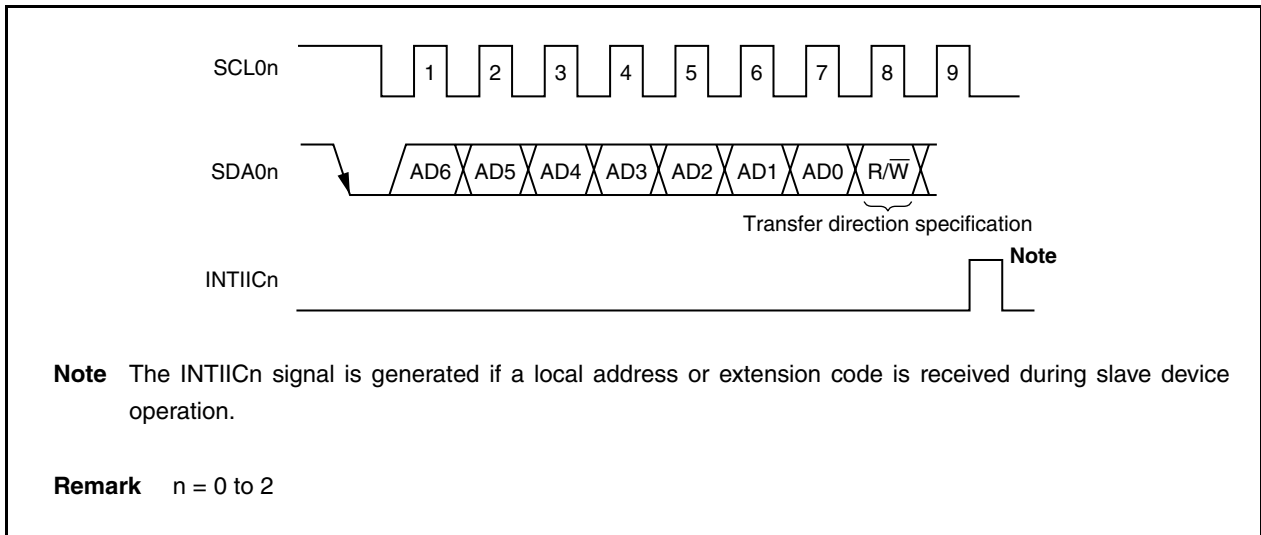 SCL0n
1 2 3 4 5 6 7 8 9
SDA0n
AD6 AD5 AD4 AD3 AD2 AD1 AD0 R/W̅
Transfer direction specification
INTIICn
Note
Note The INTIICn signal is generated if a local address or extension code is received during slave device
operation.
Remark n = 0 to 2